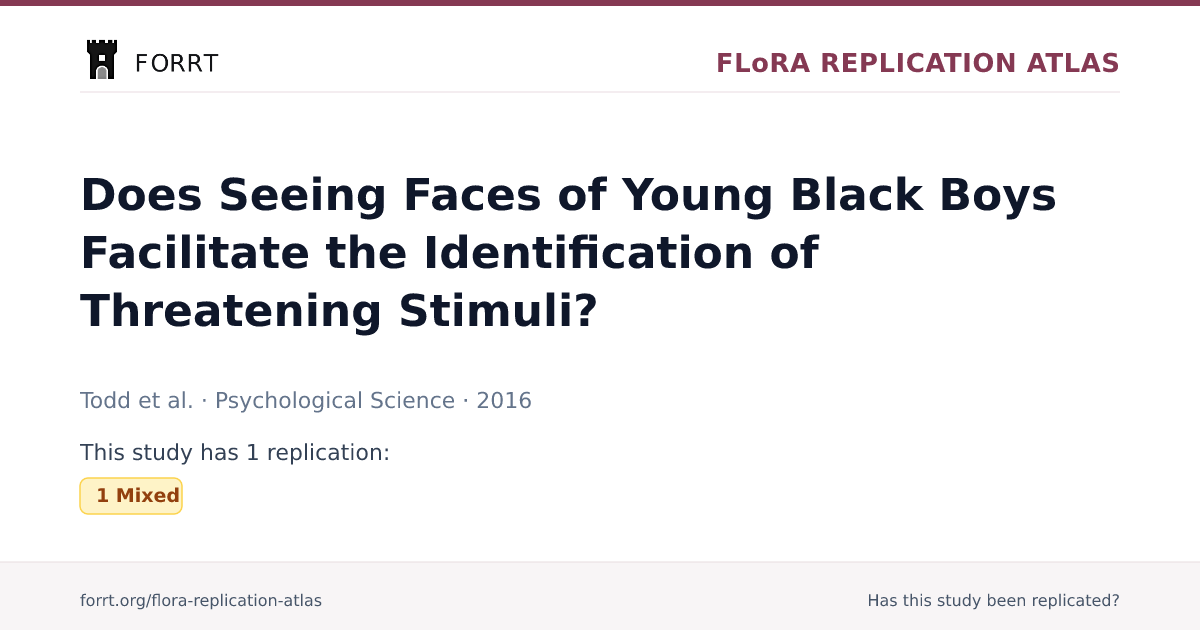 FORRT
FLoRA REPLICATION ATLAS
Does Seeing Faces of Young Black Boys
Facilitate the Identification of
Threatening Stimuli?
Todd et al. · Psychological Science · 2016
This study has 1 replication:
1 Mixed
forrt.org/flora-replication-atlas
Has this study been replicated?